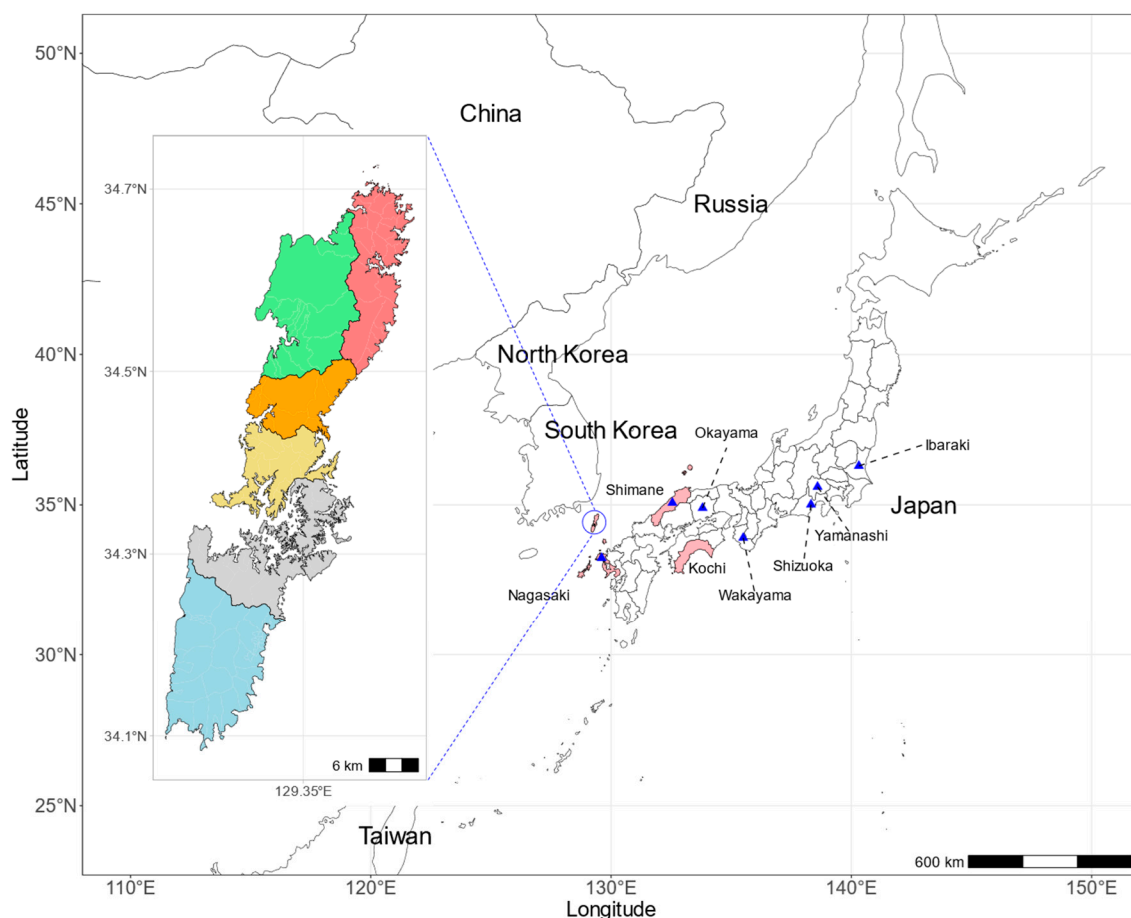 50°N
China
34.7°N
45°N
Russia
40°N
North Korea
34.5°N
South Korea
Okayama
Ibaraki
Latitude
Shimane
35°N
Japan
Yamanashi
34.3°N
Kochi
Shizuoka
Nagasaki
Wakayama
30°N
34.1°N
6 km
129.35°E
25°N
Taiwan
600 km
110°E 120°E 130°E 140°E 150°E
Longitude